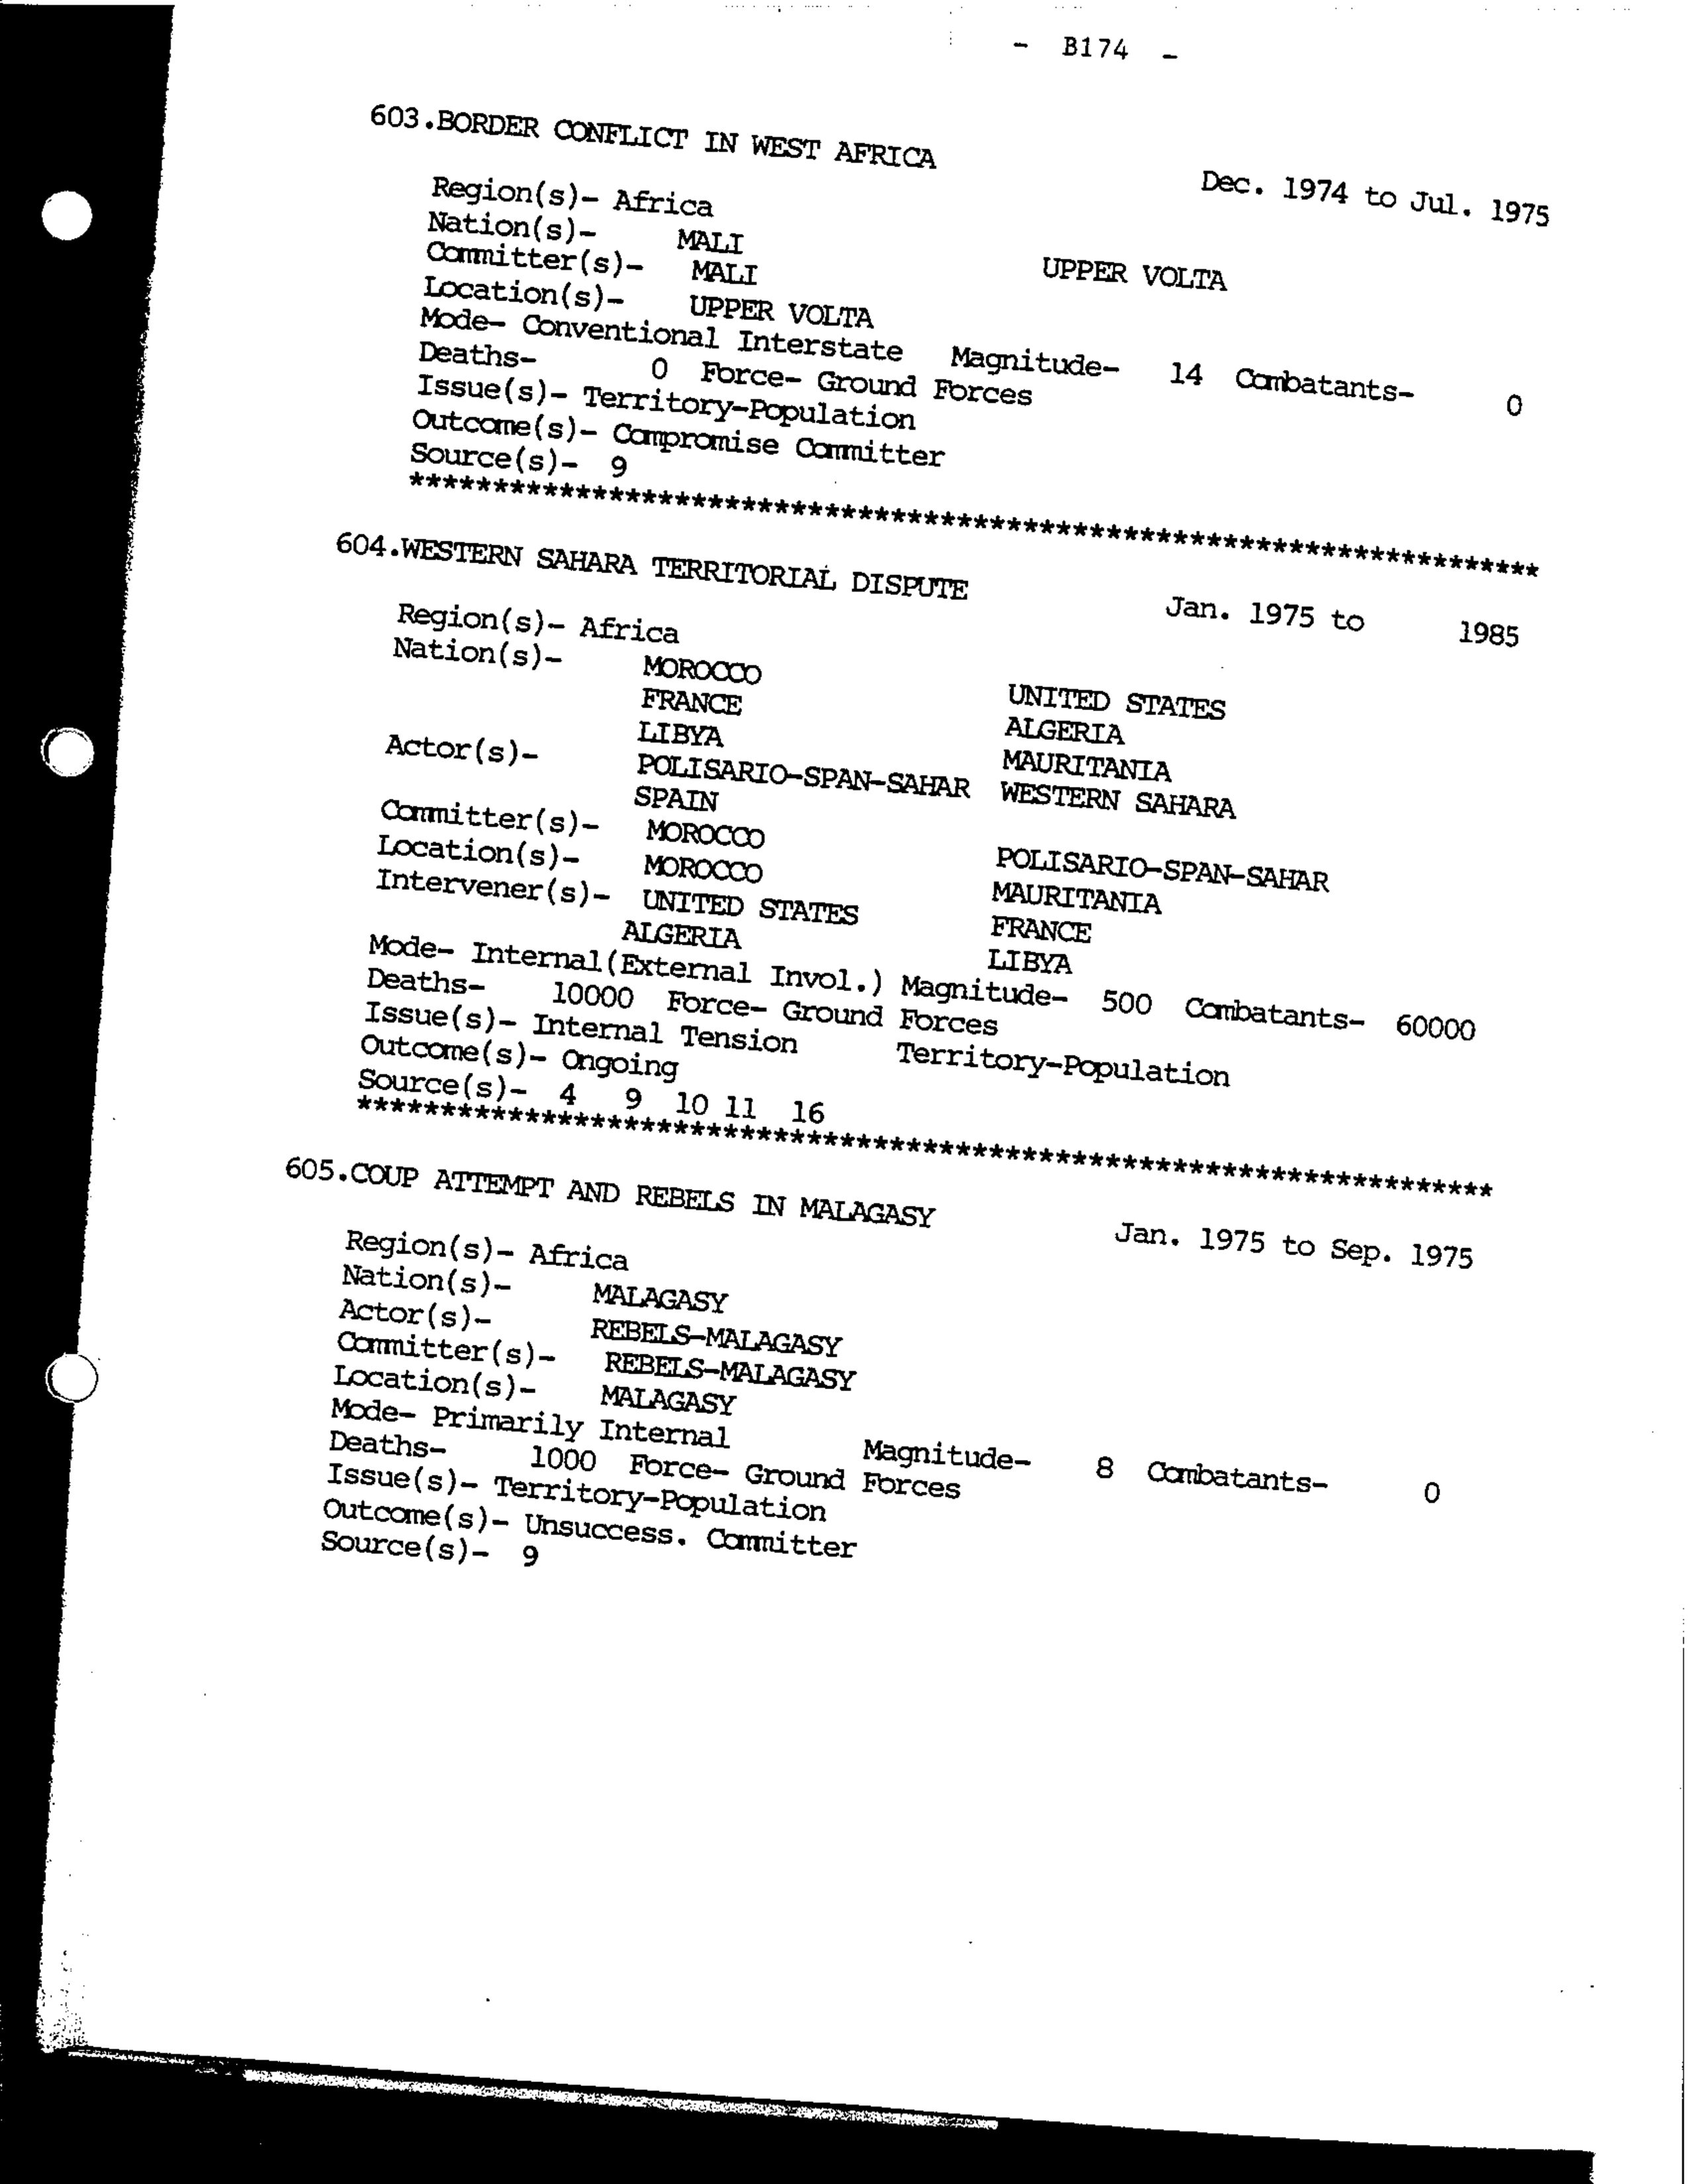 - B174 -
603.BORDER CONFLICT IN WEST AFRICA Dec. 1974 to Jul. 1975
Region(s)- Africa
Nation(s)- MALI UPPER VOLTA
Committer(s)- MALI
Location(s)- UPPER VOLTA
Mode- Conventional Interstate Magnitude- 14 Combatants- 0
Deaths- 0 Force- Ground Forces
Issue(s)- Territory-Population
Outcome(s)- Compromise Committer
Source(s)- 9
********************************************************************
604.WESTERN SAHARA TERRITORIAL DISPUTE Jan. 1975 to 1985
Region(s)- Africa
Nation(s)- MOROCCO UNITED STATES
FRANCE ALGERIA
LIBYA MAURITANIA
Actor(s)- POLISARIO-SPAN-SAHAR WESTERN SAHARA
SPAIN
Committer(s)- MOROCCO POLISARIO-SPAN-SAHAR
Location(s)- MOROCCO MAURITANIA
Intervener(s)- UNITED STATES FRANCE
ALGERIA LIBYA
Mode- Internal(External Invol.) Magnitude- 500 Combatants- 60000
Deaths- 10000 Force- Ground Forces
Issue(s)- Internal Tension Territory-Population
Outcome(s)- Ongoing
Source(s)- 4 9 10 11 16
********************************************************************
605.COUP ATTEMPT AND REBELS IN MALAGASY Jan. 1975 to Sep. 1975
Region(s)- Africa
Nation(s)- MALAGASY
Actor(s)- REBELS-MALAGASY
Committer(s)- REBELS-MALAGASY
Location(s)- MALAGASY
Mode- Primarily Internal Magnitude- 8 Combatants- 0
Deaths- 1000 Force- Ground Forces
Issue(s)- Territory-Population
Outcome(s)- Unsuccess. Committer
Source(s)- 9